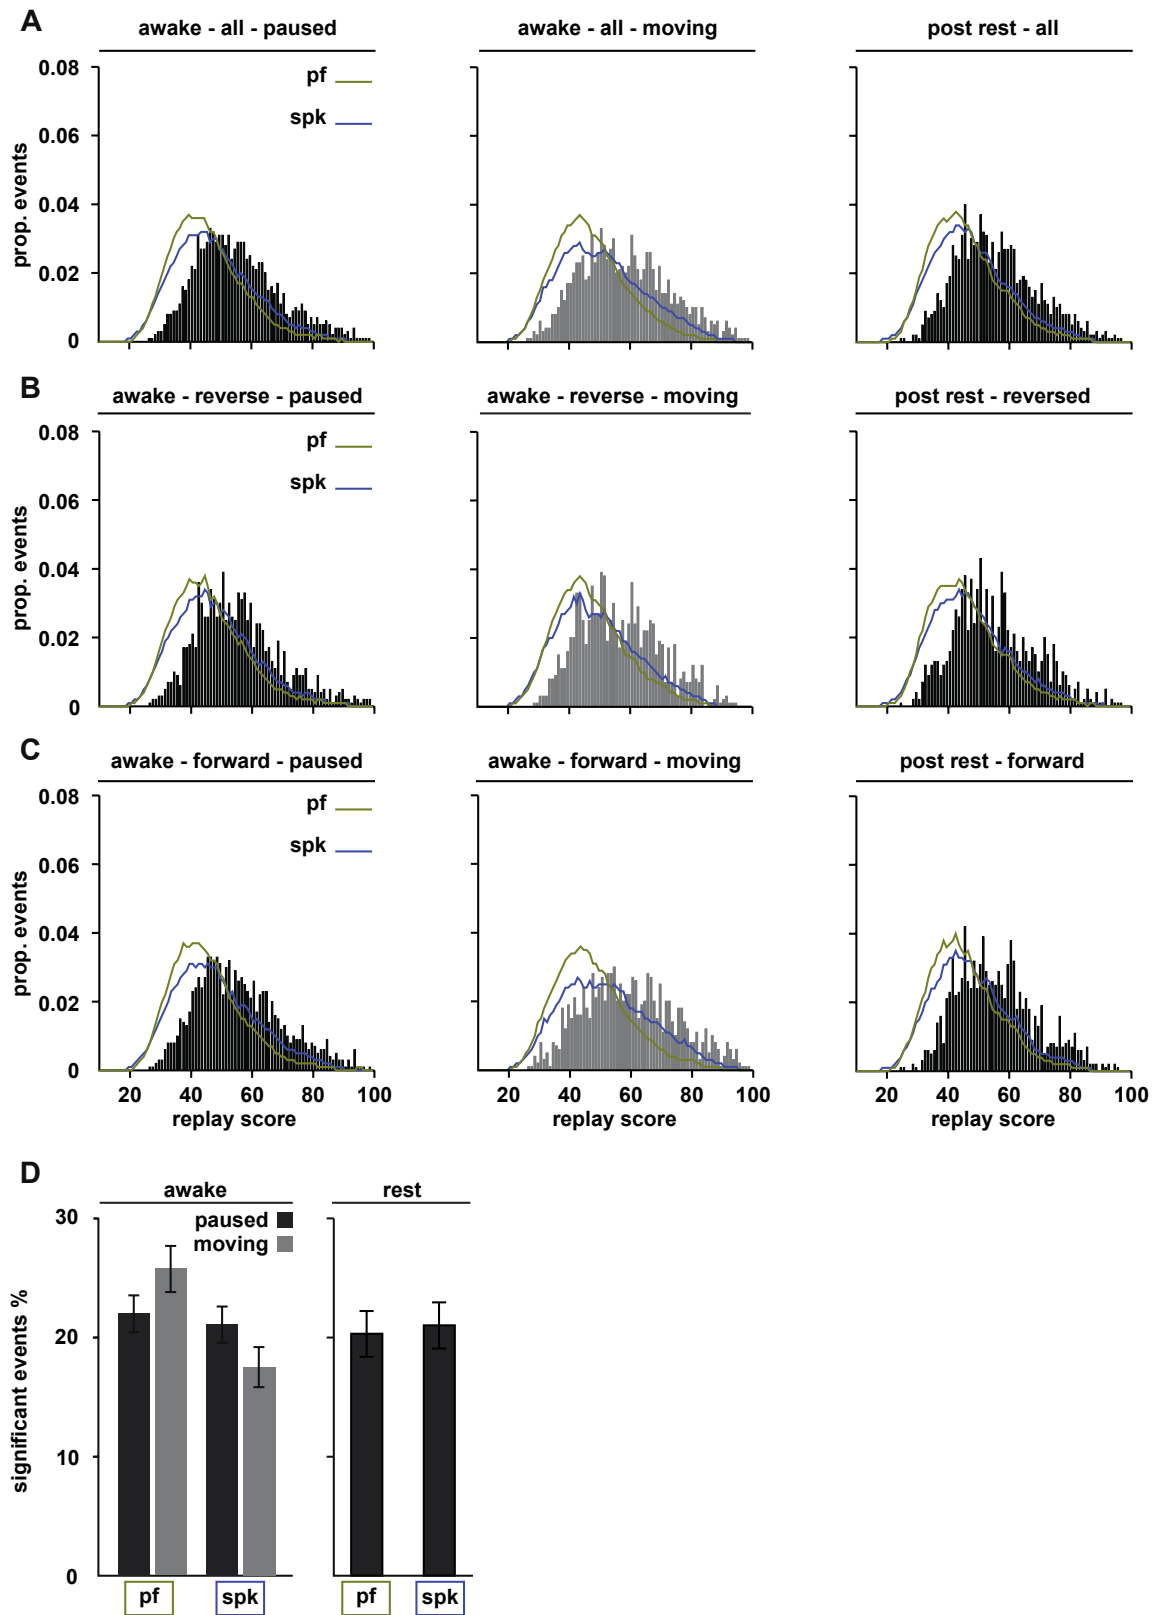 A
awake - all - paused
awake - all - moving
post rest - all
0.08
0.06
0.04
0.02
0
prop. events
pf
spk
B
awake - reverse - paused
awake - reverse - moving
post rest - reversed
0.08
0.06
0.04
0.02
0
prop. events
pf
spk
C
awake - forward - paused
awake - forward - moving
post rest - forward
0.08
0.06
0.04
0.02
0
prop. events
pf
spk
20 40 60 80 100
20 40 60 80 100
20 40 60 80 100
replay score
replay score
replay score
D
awake
rest
30
20
10
0
significant events %
paused
moving
pf
spk
pf
spk